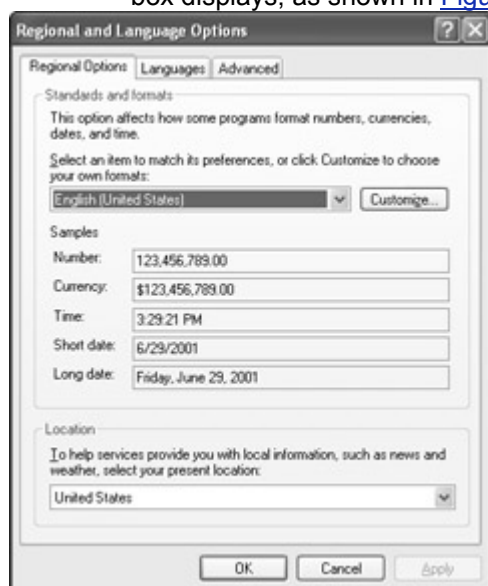 box displays, as shown in Figu
Regional and Language Options
Regional Options Languages Advanced
Standards and formats
This option affects how some programs format numbers, currencies,
dates, and time.
Select an item to match its preferences, or click Customize to choose
your own formats:
English (United States) Customize...
Samples
Number: 123,456,789.00
Currency: $123,456,789.00
Time: 3:29:21 PM
Short date: 6/29/2001
Long date: Friday, June 29, 2001
Location
To help services provide you with local information, such as news and
weather, select your present location:
United States
OK Cancel Apply